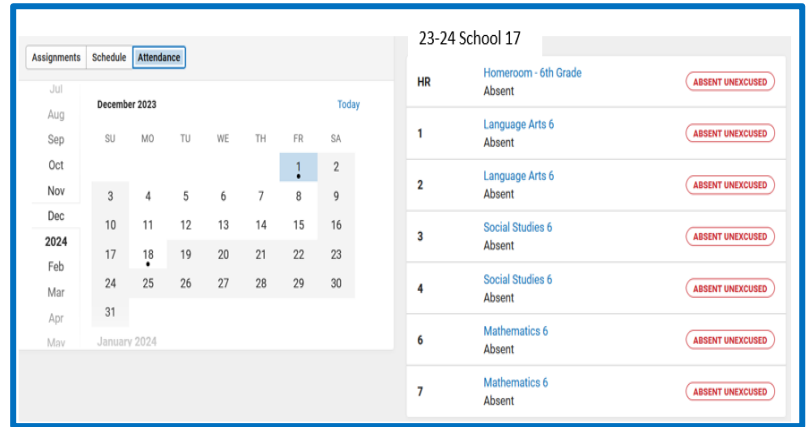 23-24 School 17
Assignments Schedule Attendance
Jul
Aug
Sep
Oct
Nov
Dec
2024
Feb
Mar
Apr
May
December 2023 Today
SU MO TU WE TH FR SA
1 2
3 4 5 6 7 8 9
10 11 12 13 14 15 16
17 18 19 20 21 22 23
24 25 26 27 28 29 30
31
January 2024
HR Homeroom - 6th Grade ABSENT UNEXCUSED
Absent
1 Language Arts 6 ABSENT UNEXCUSED
Absent
2 Language Arts 6 ABSENT UNEXCUSED
Absent
3 Social Studies 6 ABSENT UNEXCUSED
Absent
4 Social Studies 6 ABSENT UNEXCUSED
Absent
6 Mathematics 6 ABSENT UNEXCUSED
Absent
7 Mathematics 6 ABSENT UNEXCUSED
Absent